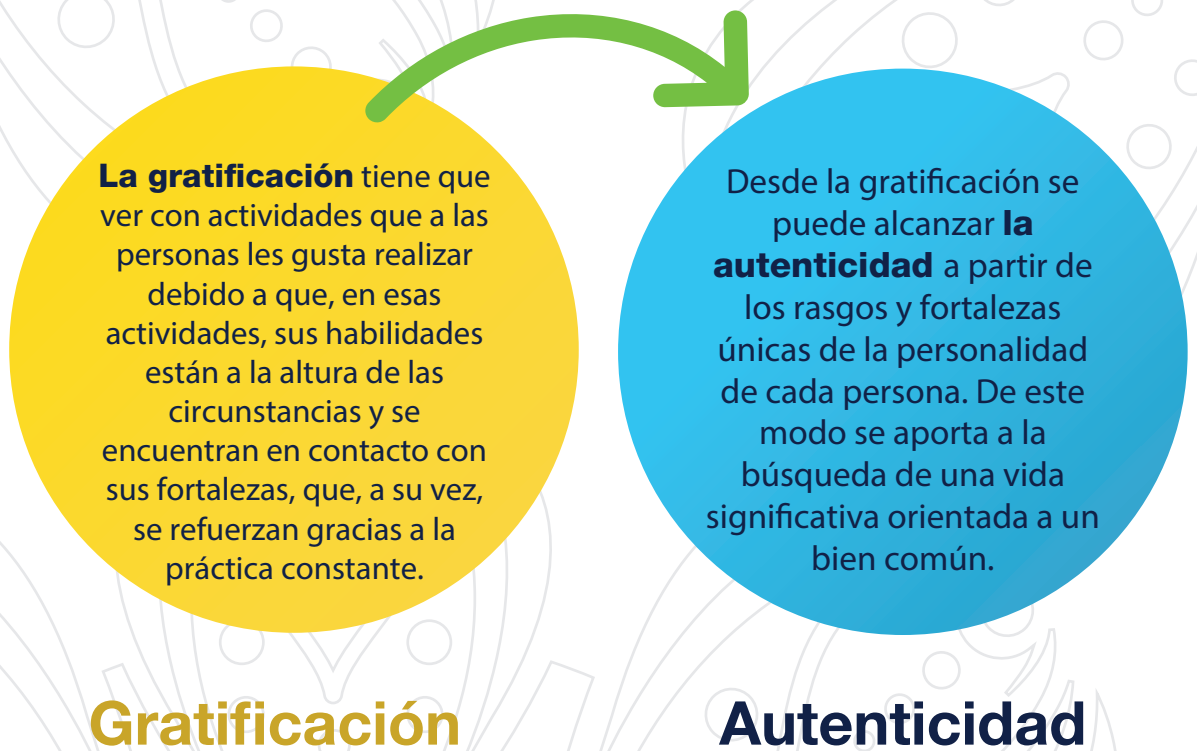 La gratificación tiene que
ver con actividades que a las
personas les gusta realizar
debido a que, en esas
actividades, sus habilidades
están a la altura de las
circunstancias y se
encuentran en contacto con
sus fortalezas, que, a su vez,
se refuerzan gracias a la
práctica constante.
Desde la gratificación se
puede alcanzar la
autenticidad a partir de
los rasgos y fortalezas
únicas de la personalidad
de cada persona. De este
modo se aporta a la
búsqueda de una vida
significativa orientada a un
bien común.
Gratificación
Autenticidad